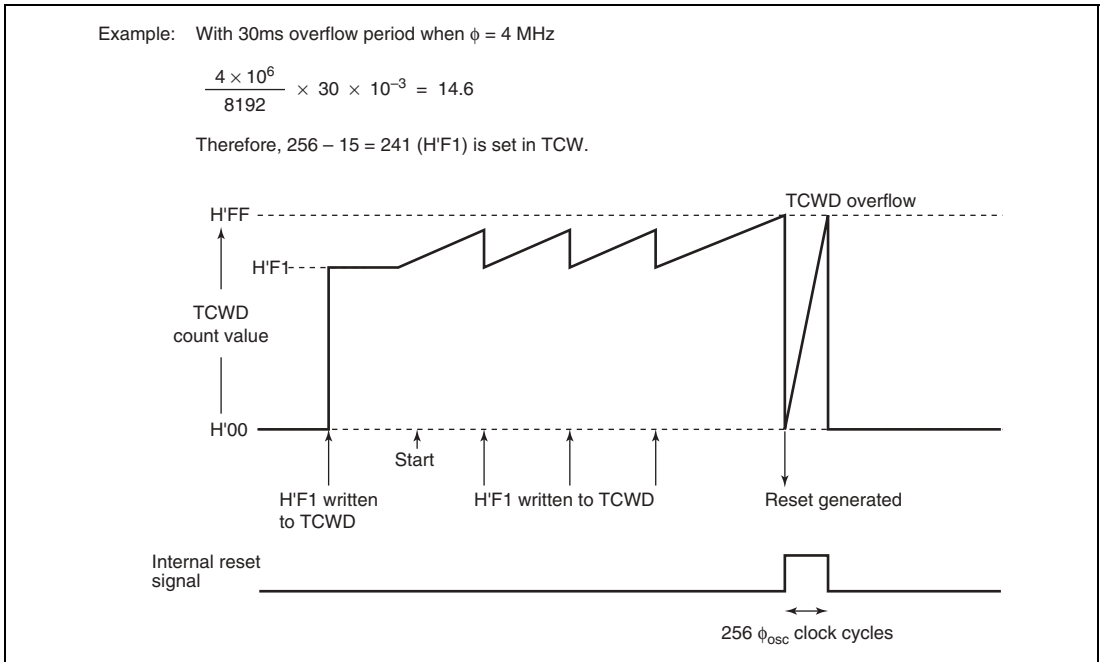 Example: With 30ms overflow period when ϕ = 4 MHz
4 × 10⁶
8192
× 30 × 10⁻³ = 14.6
Therefore, 256 – 15 = 241 (H'F1) is set in TCW.
TCWD overflow
H'FF
H'F1
TCWD
count value
H'00
Start
H'F1 written
to TCWD
H'F1 written to TCWD
Reset generated
Internal reset
signal
256 ϕosc clock cycles